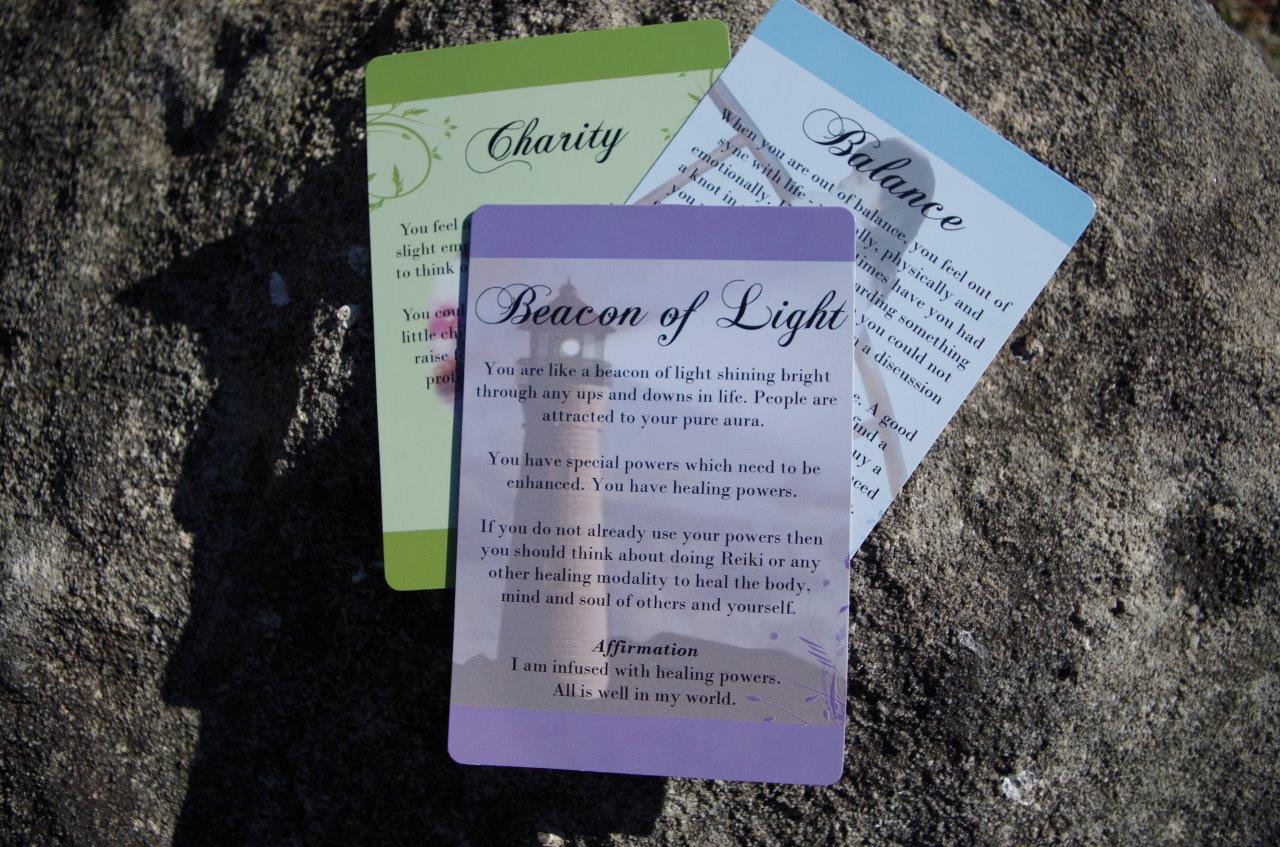 Charity
You feel
slight
to think
You
little
raise
Balance
When you are out of balance, you feel out of
sync with life -
emotionally. physically and
a knot in times have you had
you arding something
you could not
a discussion
A good
find a
a
Beacon of Light
You are like a beacon of light shining bright
through any ups and downs in life. People are
attracted to your pure aura.
You have special powers which need to be
enhanced. You have healing powers.
If you do not already use your powers then
you should think about doing Reiki or any
other healing modality to heal the body,
mind and soul of others and yourself.
Affirmation
I am infused with healing powers.
All is well in my world.